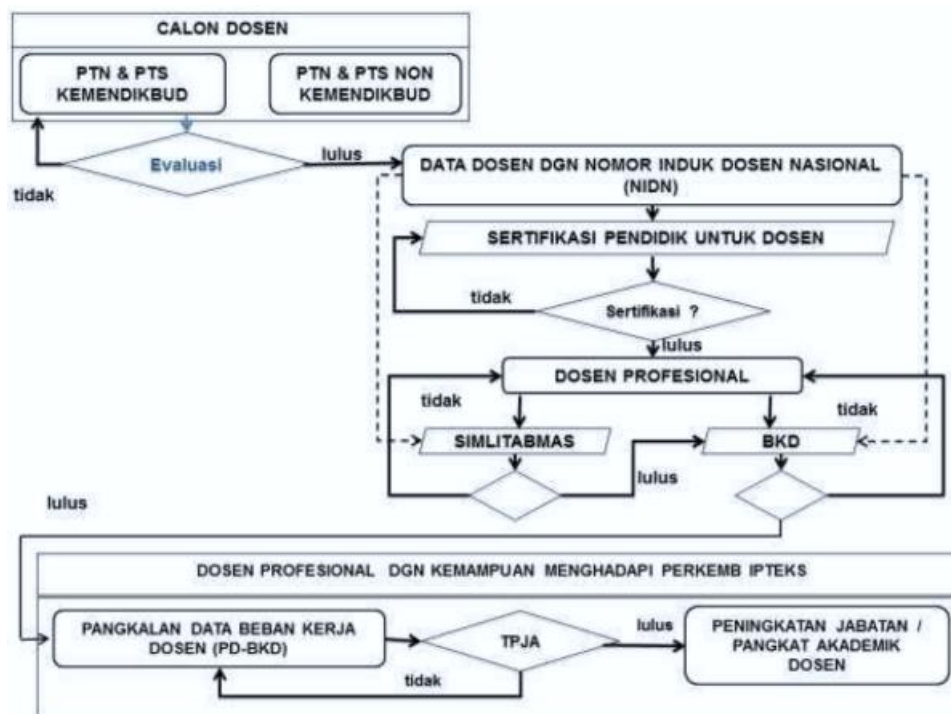 CALON DOSEN
PTN & PTS
KEMENDIKBUD
PTN & PTS NON
KEMENDIKBUD
Evaluasi
lulus
tidak
DATA DOSEN DGN NOMOR INDUK DOSEN NASIONAL
(NIDN)
SERTIFIKASI PENDIDIK UNTUK DOSEN
tidak
Sertifikasi ?
lulus
DOSEN PROFESIONAL
tidak
tidak
SIMLITABMAS
BKD
lulus
lulus
DOSEN PROFESIONAL DGN KEMAMPUAN MENGHADAPI PERKEMB IPTEKS
PANGKALAN DATA BEBAN KERJA
DOSEN (PD-BKD)
TPJA
lulus
tidak
PENINGKATAN JABATAN /
PANGKAT AKADEMIK
DOSEN